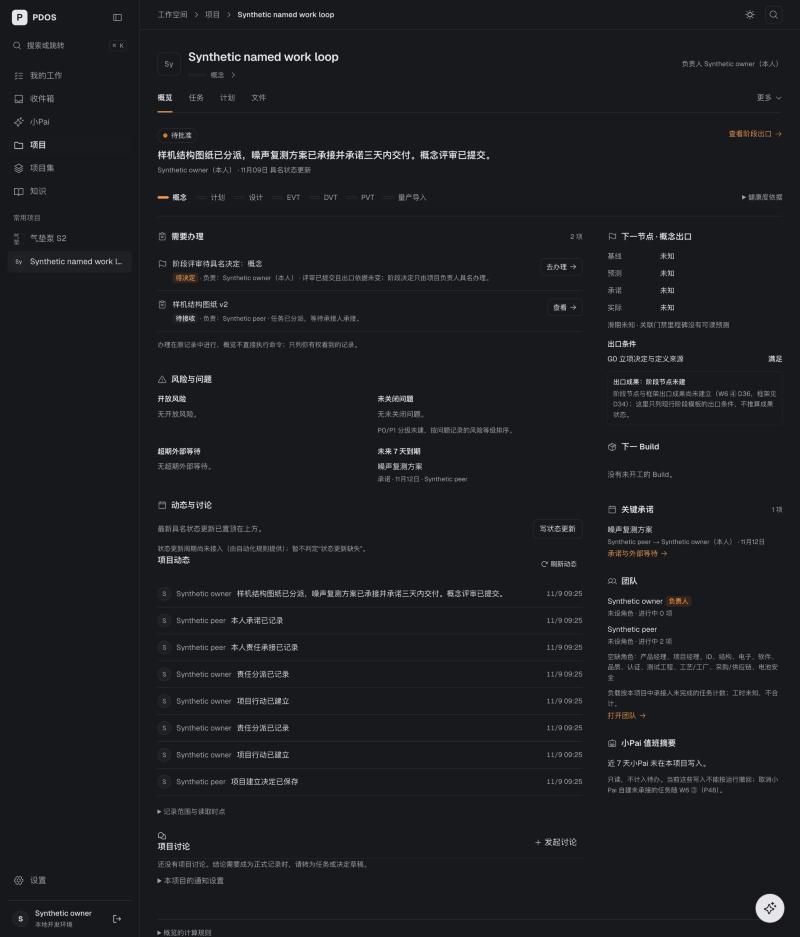 P PDOS
搜索或跳转 ⌘ K
我的工作
收件箱
小Pai
项目
项目集
知识
常用项目
气垫 气垫泵 S2
Sy Synthetic named work l...
设置
S Synthetic owner
本地开发环境
工作空间 > 项目 > Synthetic named work loop
Sy Synthetic named work loop
概念
负责人 Synthetic owner（本人）
概览 任务 计划 文件 更多
待批准
查看阶段出口 →
样机结构图纸已分派，噪声复测方案已承接并承诺三天内交付。概念评审已提交。
Synthetic owner（本人） · 11月09日 具名状态更新
概念 计划 设计 EVT DVT PVT 量产导入
健康度依据
需要办理 2 项
阶段评审待具名决定：概念
待决定 · 负责：Synthetic owner（本人） · 评审已提交且出口依据未变；阶段决定只由项目负责人具名办理。
去办理 →
样机结构图纸 v2
待接收 · 负责：Synthetic peer · 任务已分派，等待承接人承接。
查看 →
办理在原记录中进行，概览不直接执行命令；只列你有权看到的记录。
风险与问题
开放风险
无开放风险。
未关闭问题
无未关闭问题。
P0/P1 分级未建，按问题记录的风险等级排序。
超期外部等待
无超期外部等待。
未来 7 天到期
噪声复测方案
承诺 · 11月12日 · Synthetic peer
动态与讨论
最新具名状态更新已置顶在上方。
写状态更新
状态更新周期尚未接入（由自动化规则提供）；暂不判定“状态更新缺失”。
项目动态
刷新动态
S Synthetic owner 样机结构图纸已分派，噪声复测方案已承接并承诺三天内交付。概念评审已提交。 11/9 09:25
S Synthetic peer 本人承诺已记录 11/9 09:25
S Synthetic peer 本人责任承接已记录 11/9 09:25
S Synthetic owner 责任分派已记录 11/9 09:25
S Synthetic owner 项目行动已建立 11/9 09:25
S Synthetic owner 责任分派已记录 11/9 09:25
S Synthetic owner 项目行动已建立 11/9 09:25
S Synthetic peer 项目建立决定已保存 11/9 09:25
记录范围与读取时点
项目讨论
+ 发起讨论
还没有项目讨论。结论需要成为正式记录时，请转为任务或决定草稿。
本项目的通知设置
概览的计算规则
下一节点 · 概念出口
基线 未知
预测 未知
承诺 未知
实际 未知
滑期未知 · 关联门禁里程碑没有可读预测
出口条件
G0 立项决定与定义来源 满足
出口成果：阶段节点未建
阶段节点与框架出口成果尚未建立（W6 ④ D36，框架见 D34）；这里只列现行阶段模板的出口条件，不推算成果状态。
下一 Build
没有未开工的 Build。
关键承诺 1 项
噪声复测方案
Synthetic peer → Synthetic owner（本人） · 11月12日
承诺与外部等待 →
团队
Synthetic owner 负责人
未设角色 · 进行中 0 项
Synthetic peer
未设角色 · 进行中 2 项
空缺角色：产品经理、项目经理、ID、结构、电子、软件、品质、认证、测试工程、工艺/工厂、采购/供应链、电池安全
负载按本项目中承接人未完成的任务计数；工时未知，不合计。
打开团队 →
小Pai 值班摘要
近 7 天小Pai 未在本项目写入。
只读，不计入待办。当前这些写入不能按运行撤回；取消小Pai 自建未承接的任务随 W6 ③（P48）。